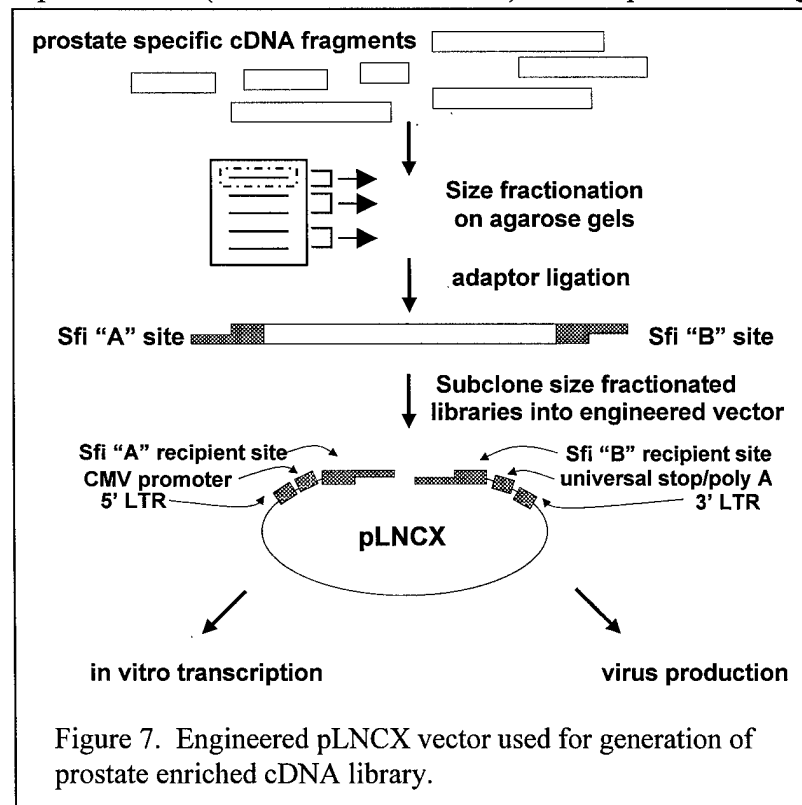 prostate specific cDNA fragments
Size fractionation
on agarose gels
adaptor ligation
Sfi “A” site
Sfi “B” site
Subclone size fractionated
libraries into engineered vector
Sfi “A” recipient site
CMV promoter
5’ LTR
Sfi “B” recipient site
universal stop/poly A
3’ LTR
pLNCX
in vitro transcription
virus production
Figure 7. Engineered pLNCX vector used for generation of
prostate enriched cDNA library.